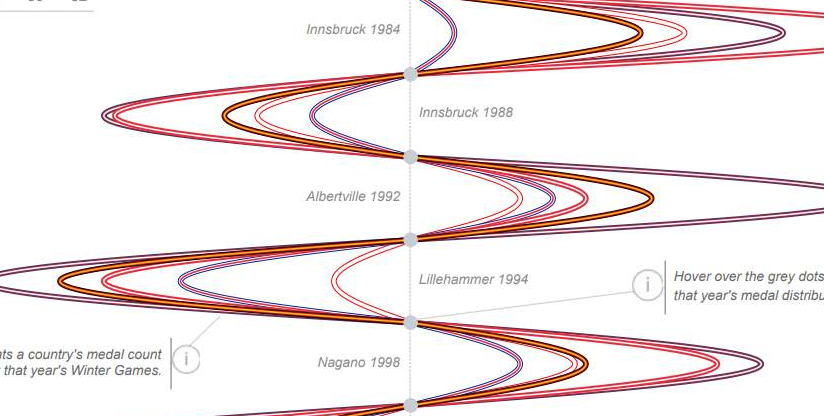 Innsbruck 1984
Innsbruck 1988
Albertville 1992
Lillehammer 1994
i
Hover over the grey dots
that year's medal distribu
nts a country's medal count
that year's Winter Games.
i
Nagano 1998